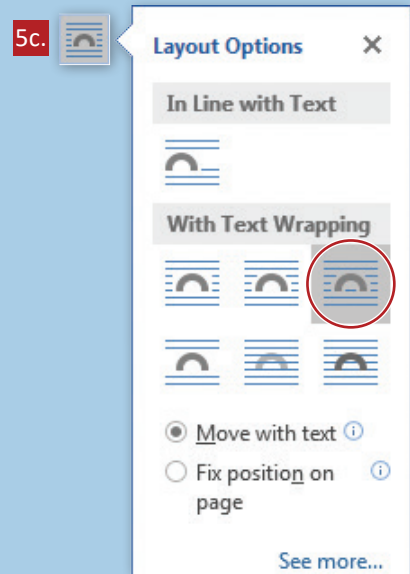 5c.
Layout Options
In Line with Text
With Text Wrapping
Move with text
Fix position on
page
See more...